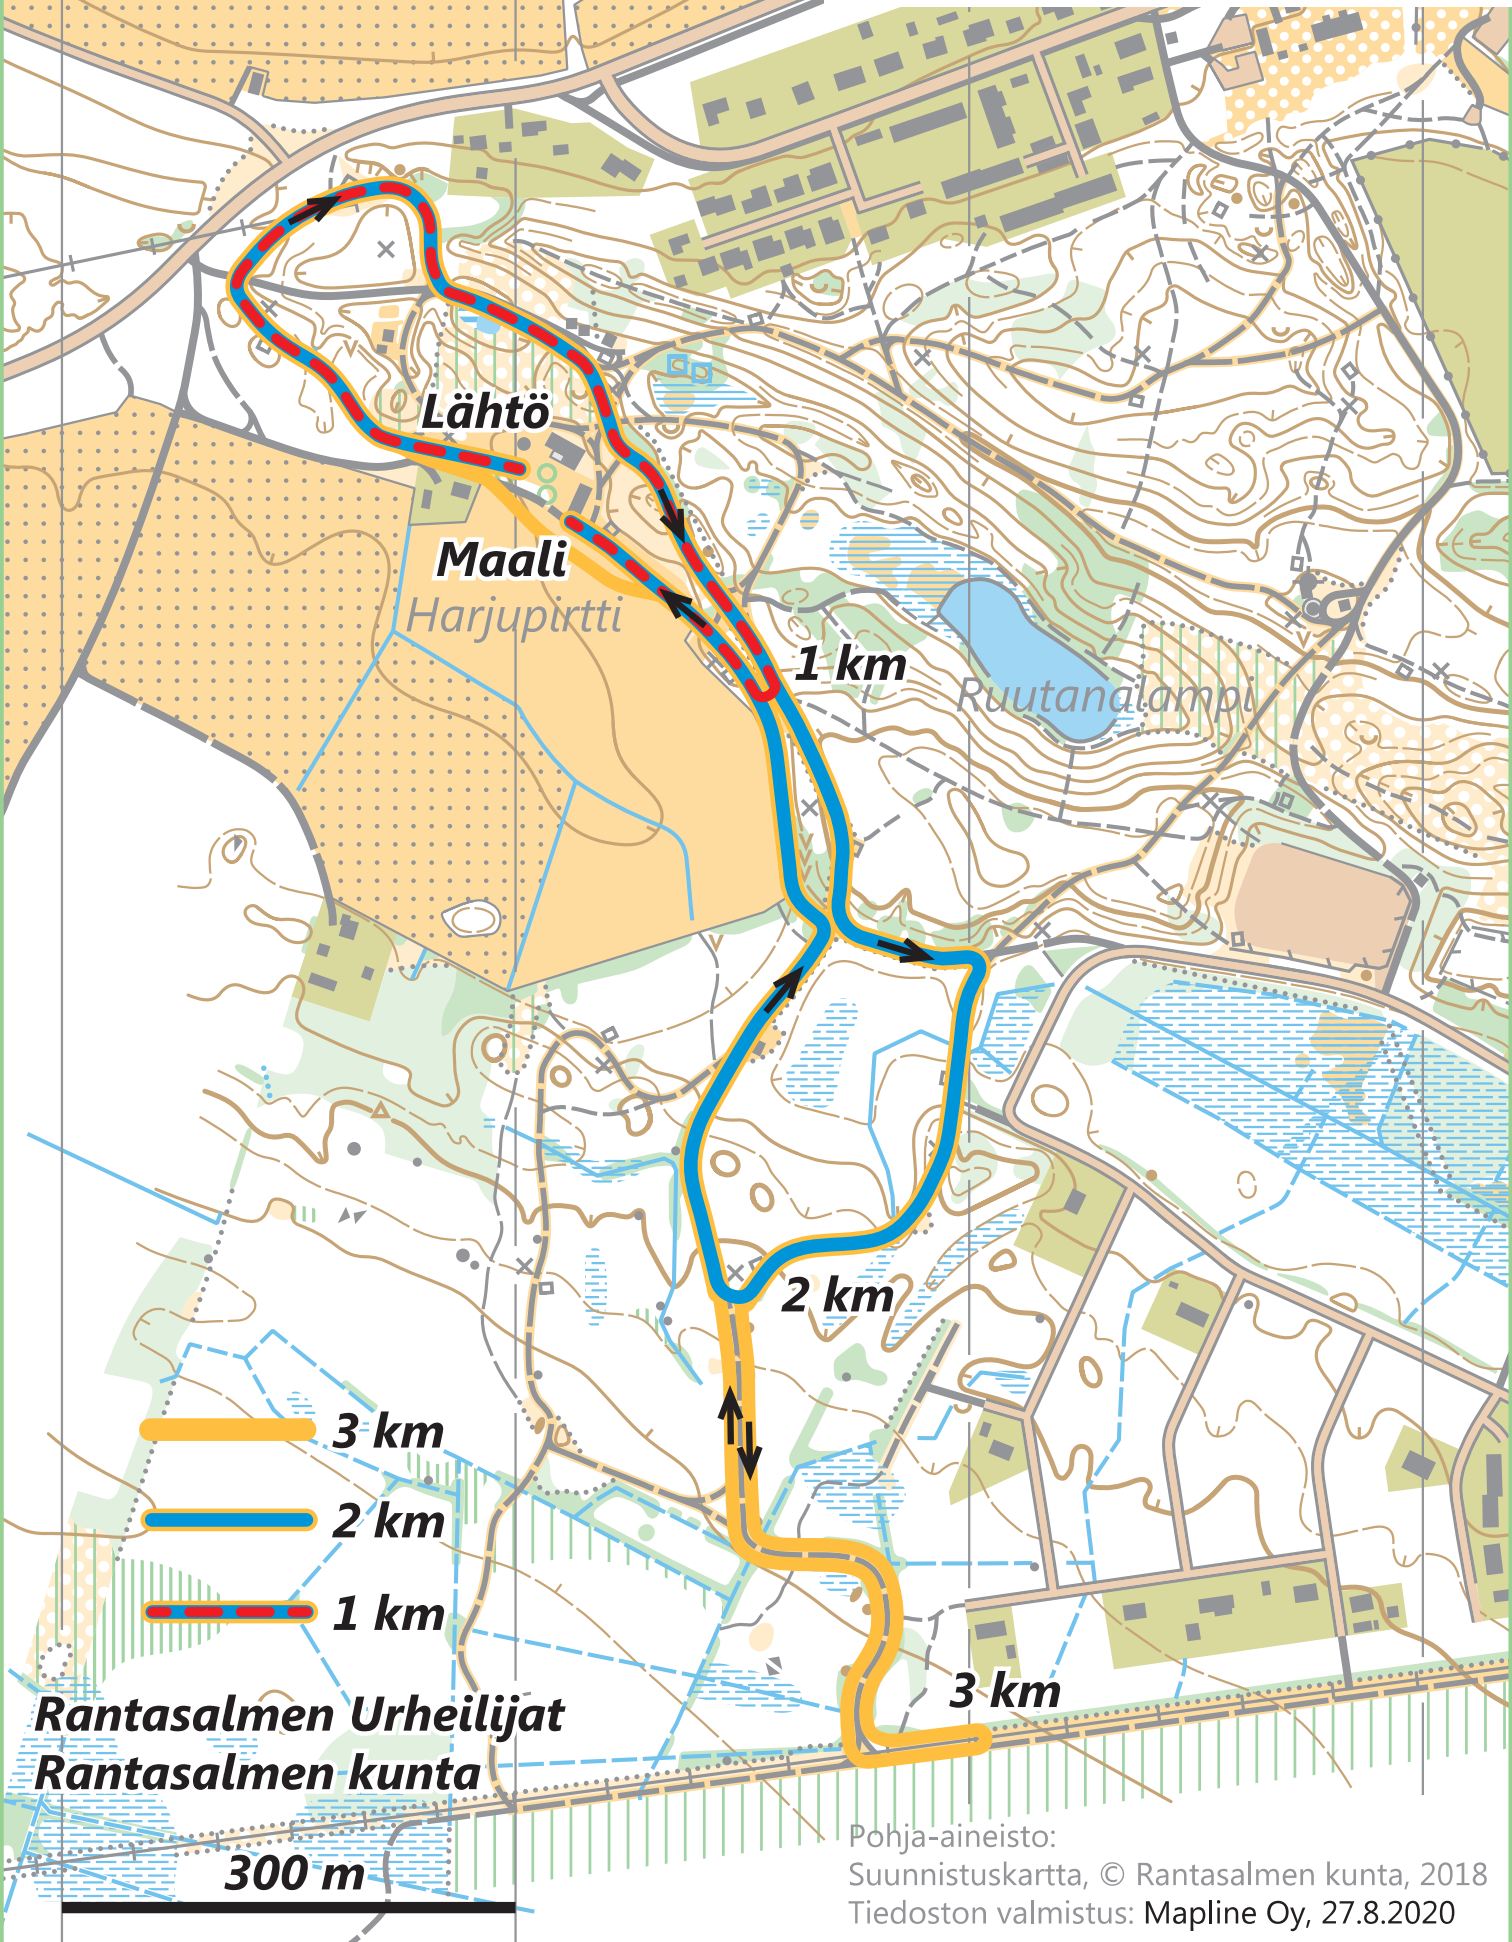 Lähtö
Maali
Harjupirtti
1 km
Ruutanalampi
2 km
3 km
2 km
1 km
3 km
Rantasalmen Urheilijat
Rantasalmen kunta
300 m
Pohja-aineisto:
Suunnistuskartta, © Rantasalmen kunta, 2018
Tiedoston valmistus: Mapline Oy, 27.8.2020